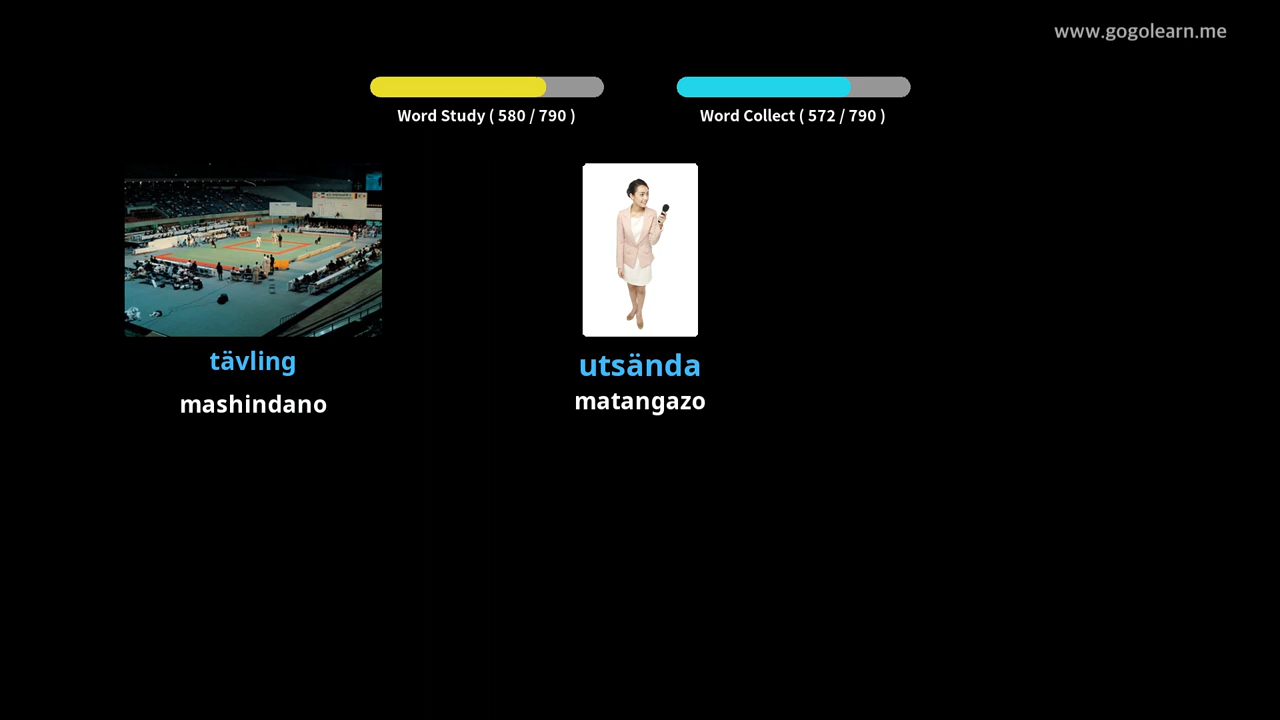 www.gogolearn.me
Word Study ( 580 / 790 )
Word Collect ( 572 / 790 )
tävling
mashindano
utsända
matangazo